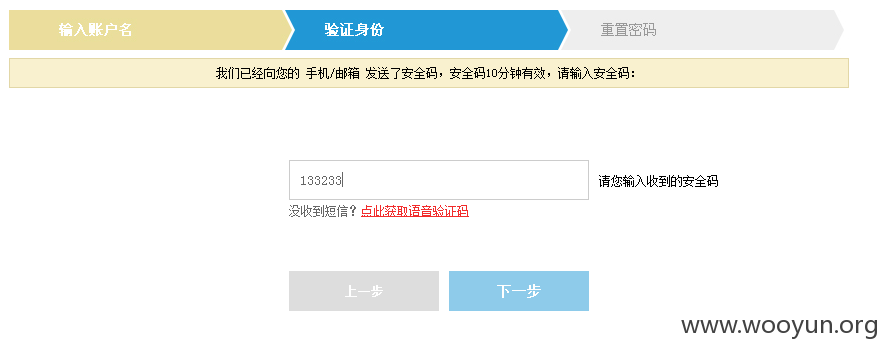 输入账户名 验证身份 重置密码
我们已经向您的 手机/邮箱 发送了安全码，安全码10分钟有效，请输入安全码：
133233 请您输入收到的安全码
没收到短信？点此获取语音验证码
上一步 下一步
www.wooyun.org